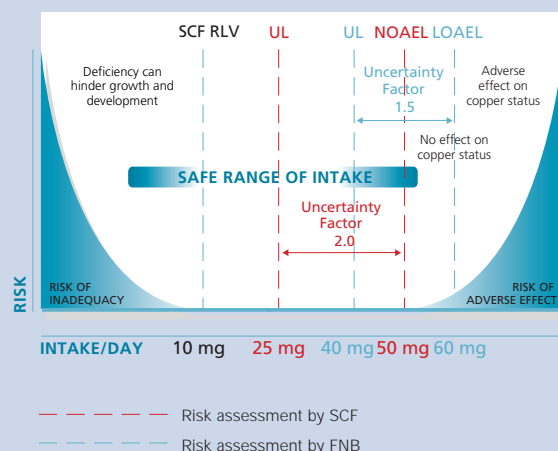 SCF RLV UL UL NOAEL LOAEL
Deficiency can
hinder growth and
development
Uncertainty
Factor
1.5
Adverse
effect on
copper status
No effect on
copper status
SAFE RANGE OF INTAKE
Uncertainty
Factor
2.0
RISK
RISK OF
INADEQUACY
RISK OF
ADVERSE EFFECT
INTAKE/DAY 10 mg 25 mg 40 mg 50 mg 60 mg
Risk assessment by SCF
Risk assessment by FNB